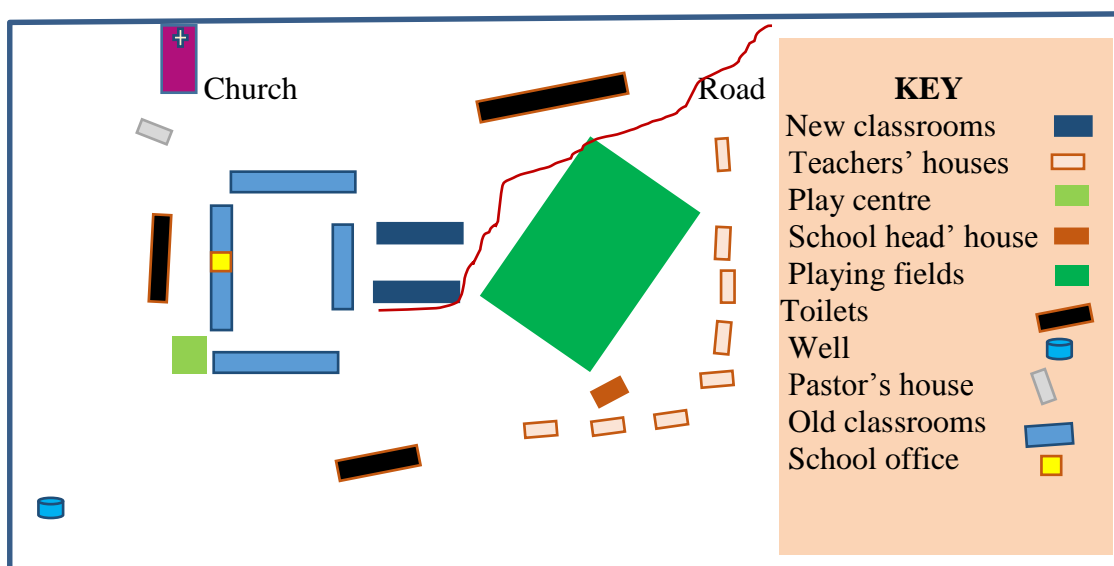 Church
Road
KEY
New classrooms
Teachers’ houses
Play centre
School head’ house
Playing fields
Toilets
Well
Pastor’s house
Old classrooms
School office